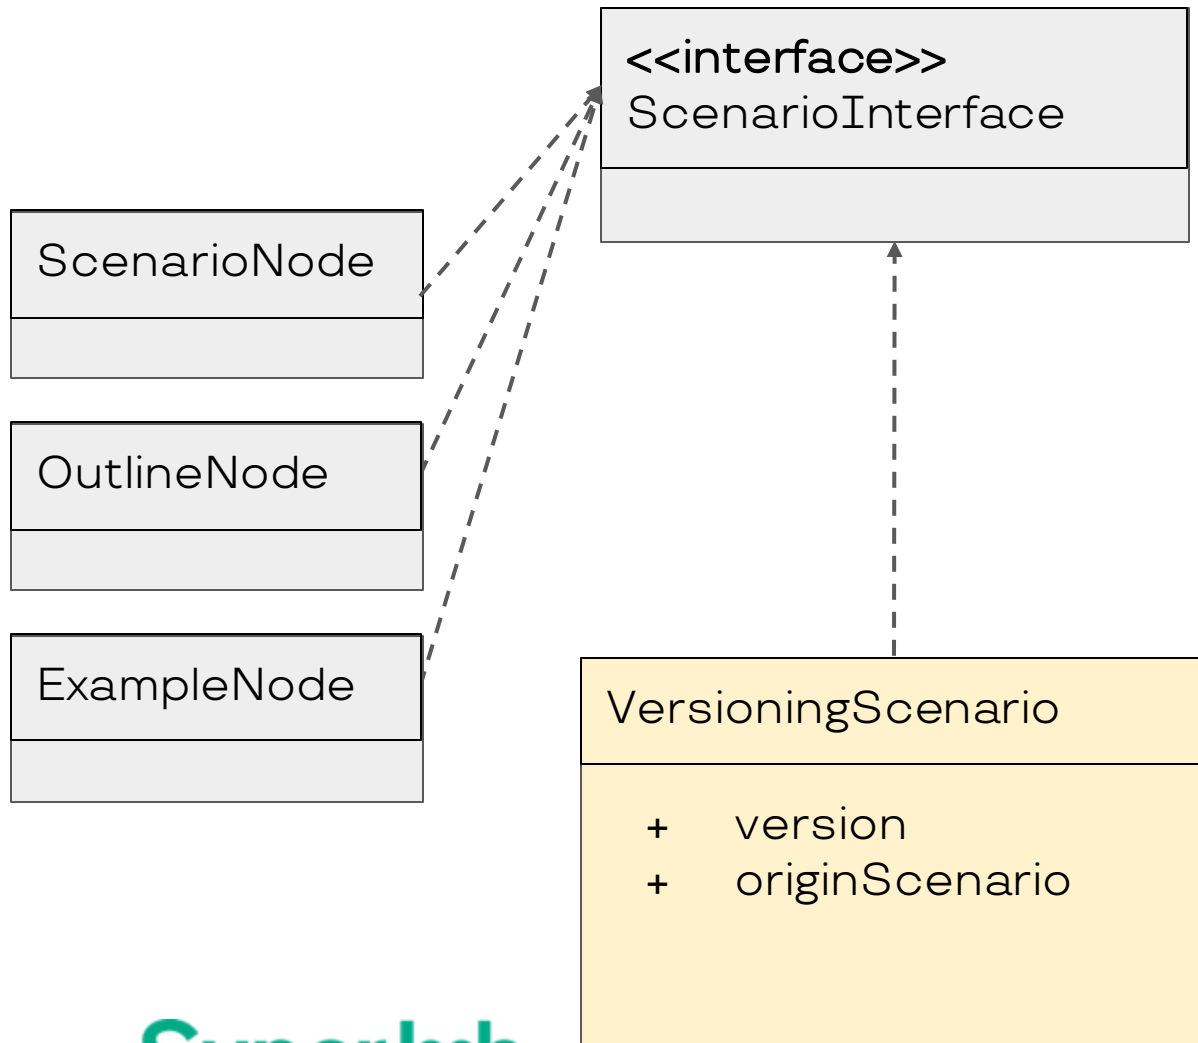 <<interface>>
ScenarioInterface
ScenarioNode
OutlineNode
ExampleNode
VersioningScenario
+ version
+ originScenario